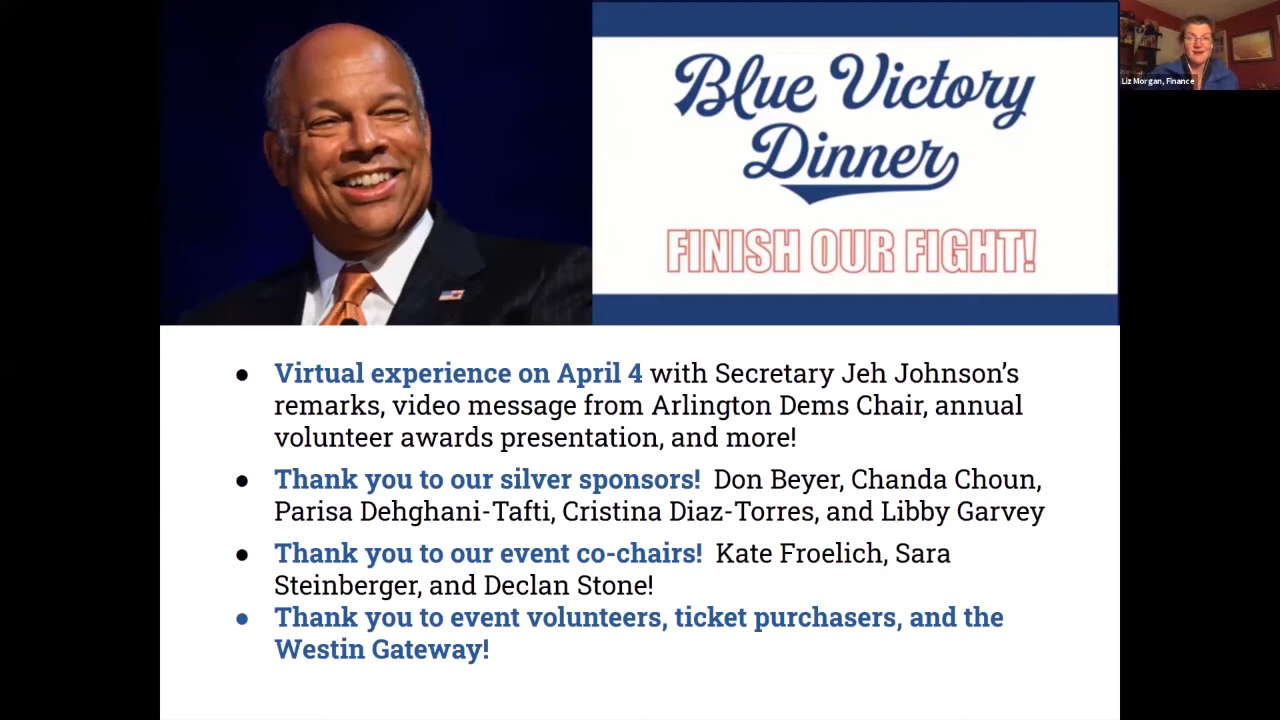 Blue Victory
Dinner
FINISH OUR FIGHT!
Liz Morgan, Finance
● Virtual experience on April 4 with Secretary Jeh Johnson’s
remarks, video message from Arlington Dems Chair, annual
volunteer awards presentation, and more!
● Thank you to our silver sponsors! Don Beyer, Chanda Choun,
Parisa Dehghani-Tafti, Cristina Diaz-Torres, and Libby Garvey
● Thank you to our event co-chairs! Kate Froelich, Sara
Steinberger, and Declan Stone!
● Thank you to event volunteers, ticket purchasers, and the
Westin Gateway!